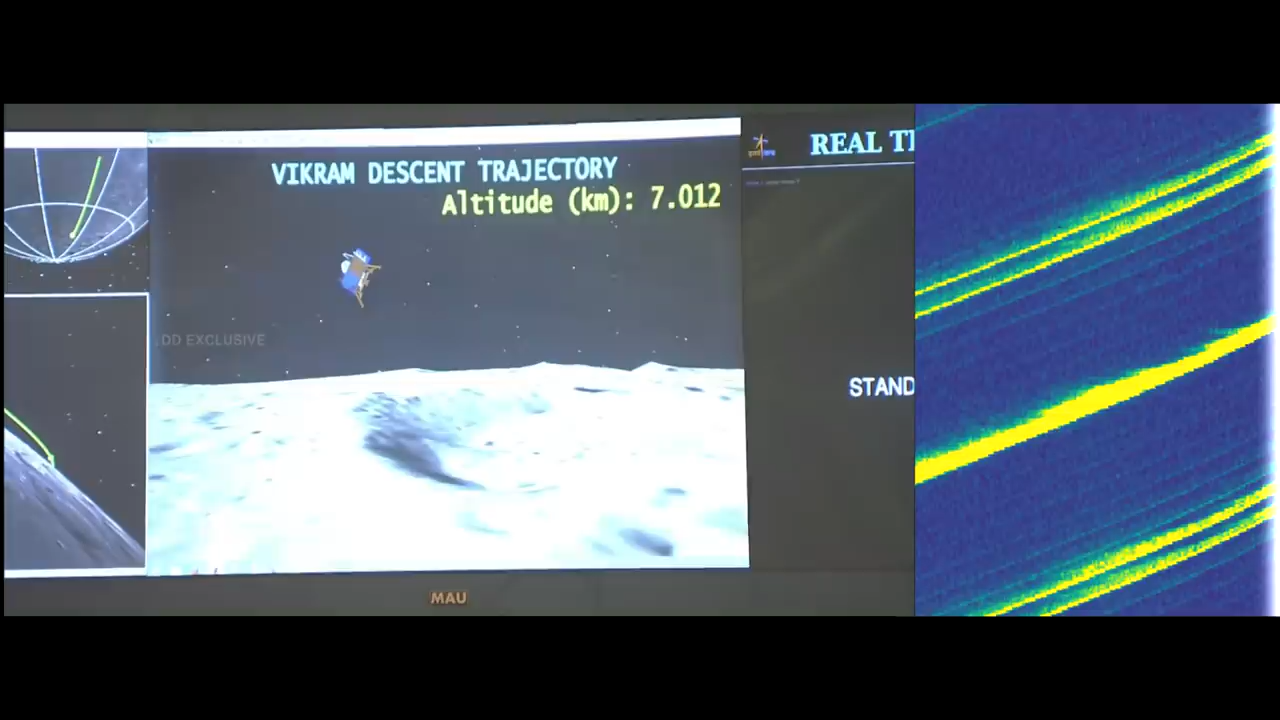 VIKRAM DESCENT TRAJECTORY
Altitude (km): 7.012
DD EXCLUSIVE
REAL TI
STAND
MAU